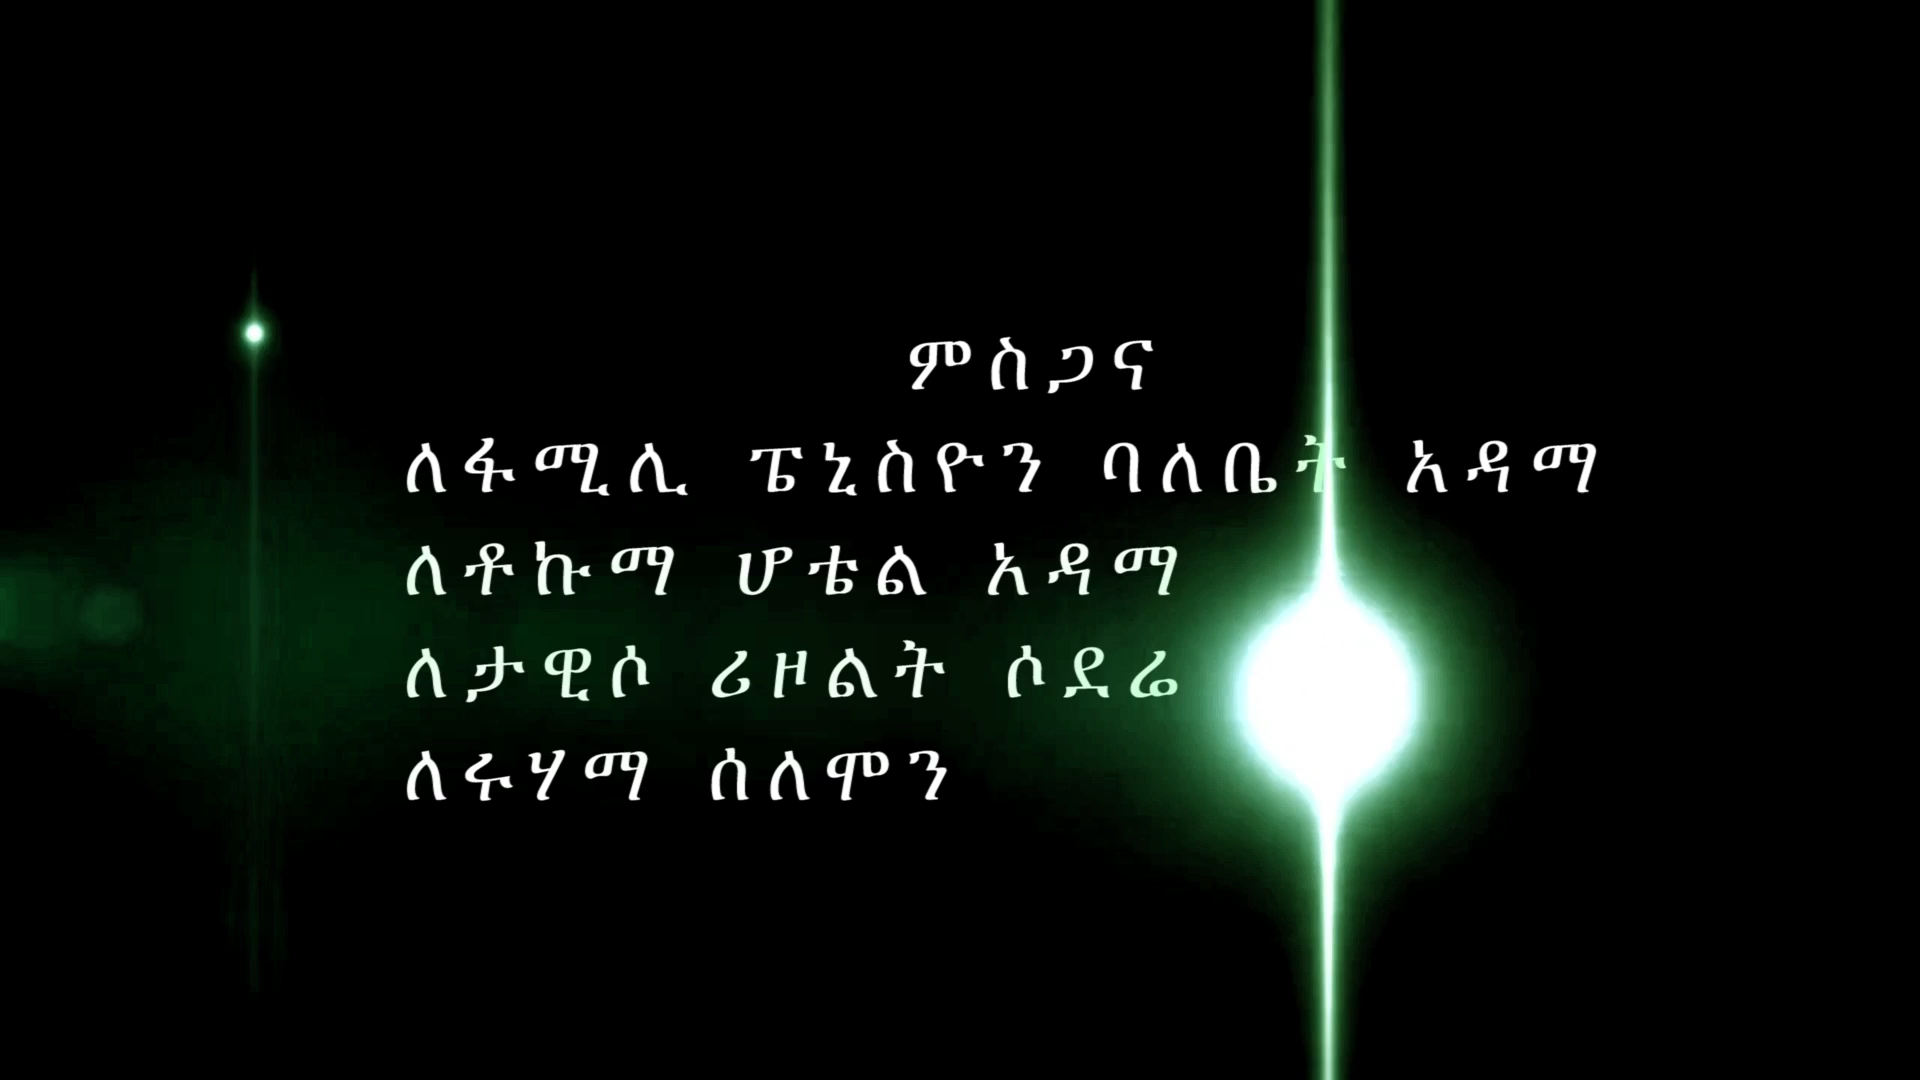 ምስጋና
ለፋሚሊ ፔኒስዮን ባለቤት አዳማ
ለቶኩማ ሆቴል አዳማ
ለታዊሶ ሪዞልት ሶደሬ
ለሩሃማ ሰለሞን